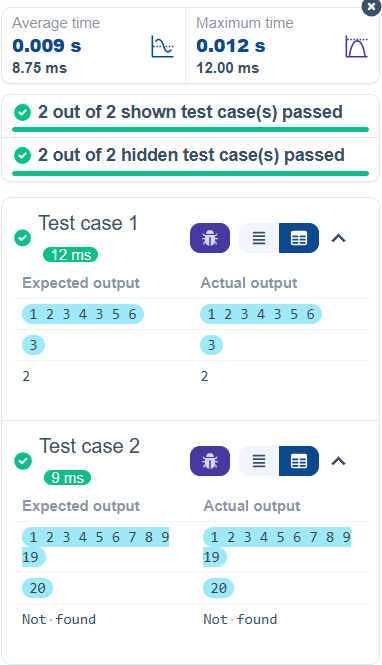 Average time Maximum time
0.009 s 0.012 s
8.75 ms 12.00 ms
2 out of 2 shown test case(s) passed
2 out of 2 hidden test case(s) passed
Test case 1
12 ms
Expected output Actual output
1 2 3 4 3 5 6 1 2 3 4 3 5 6
3 3
2 2
Test case 2
9 ms
Expected output Actual output
1 2 3 4 5 6 7 8 9 1 2 3 4 5 6 7 8 9
19 19
20 20
Not·found Not·found